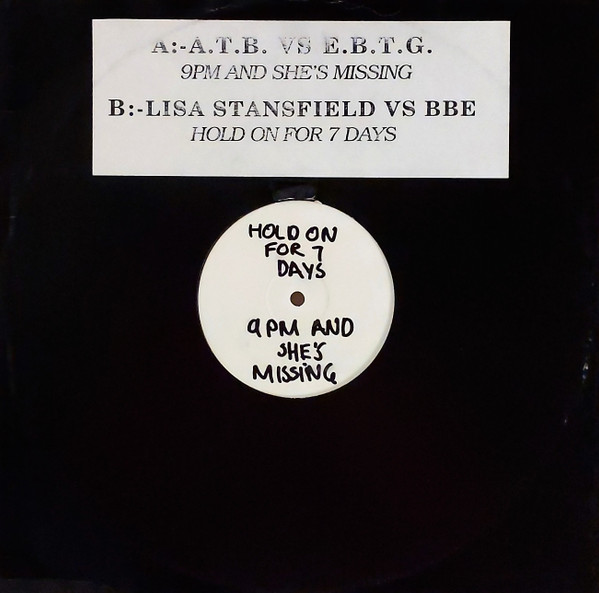 A:-A.T.B. VS E.B.T.G.
9PM AND SHE'S MISSING
B:-LISA STANSFIELD VS BBE
HOLD ON FOR 7 DAYS
HOLD ON
FOR 7
DAYS
9PM AND
SHE'S
MISSING